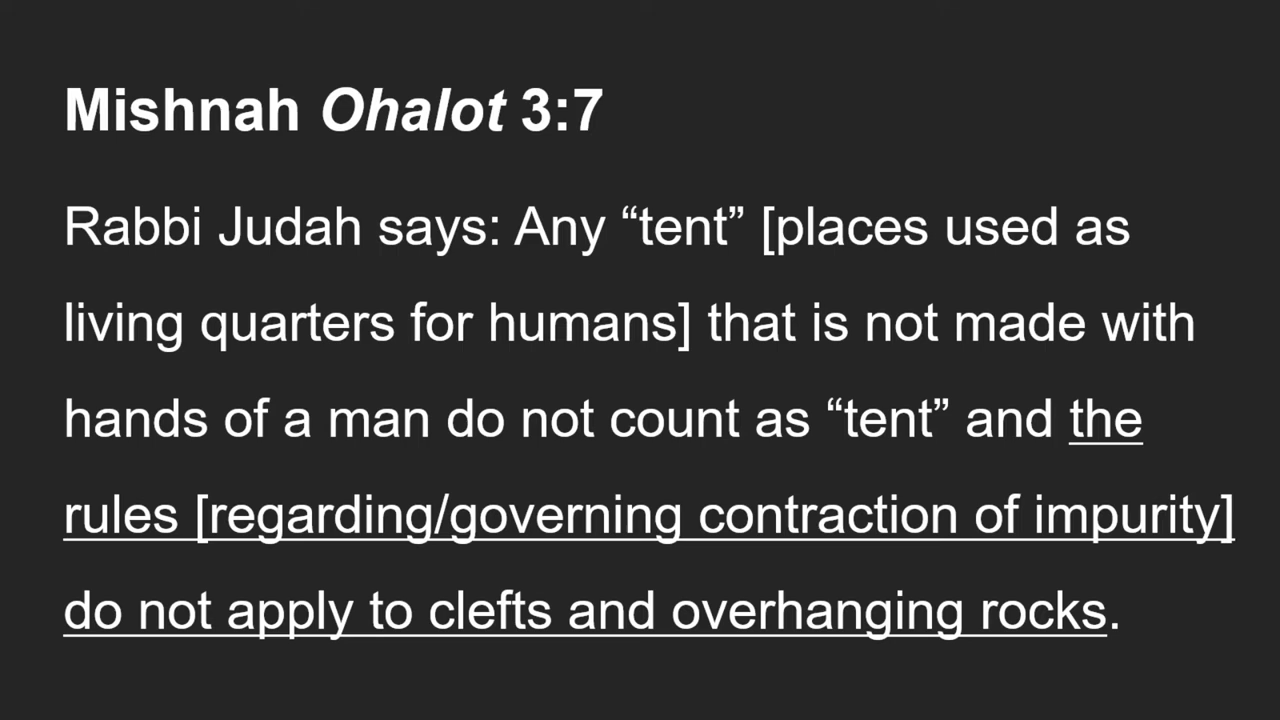 Mishnah Ohalot 3:7
Rabbi Judah says: Any “tent” [places used as
living quarters for humans] that is not made with
hands of a man do not count as “tent” and the
rules [regarding/governing contraction of impurity]
do not apply to clefts and overhanging rocks.